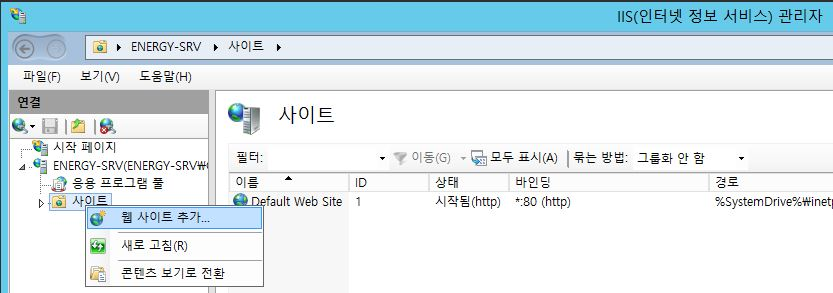 IIS(인터넷 정보 서비스) 관리자
ENERGY-SRV 사이트
파일(F) 보기(V) 도움말(H)
연결
시작 페이지
ENERGY-SRV(ENERGY-SRV\
응용 프로그램 풀
사이트
웹 사이트 추가...
새로 고침(R)
콘텐츠 보기로 전환
사이트
필터: 이동(G) 모두 표시(A) 묶는 방법: 그룹화 안 함
이름 ID 상태 바인딩 경로
Default Web Site 1 시작됨(http) *:80 (http) %SystemDrive%₩inetp